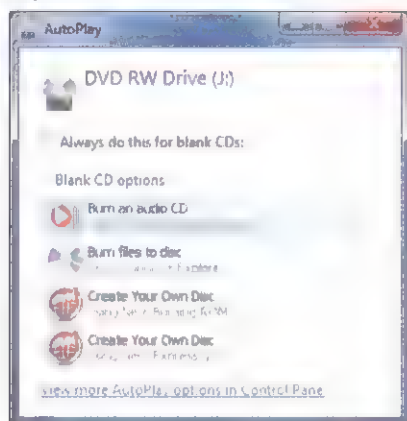 AutoPlay
DVD RW Drive (J:)
Always do this for blank CDs:
Blank CD options
Burn an audio CD
Burn files to disc
Create Your Own Disc
Create Your Own Disc
View more AutoPlay options in Control Pane